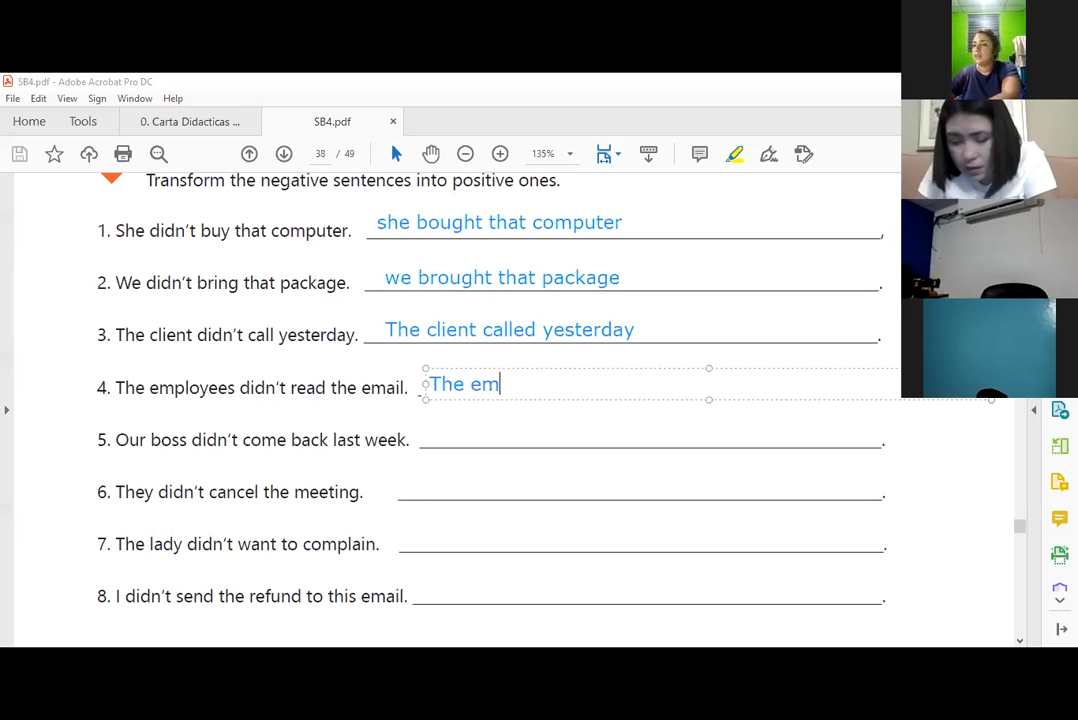 SB4.pdf - Adobe Acrobat Pro DC
File Edit View Sign Window Help
Home Tools 0. Carta Didacticas ... SB4.pdf ×
38 / 49 135%
Transform the negative sentences into positive ones.
1. She didn't buy that computer. she bought that computer
2. We didn't bring that package. we brought that package.
3. The client didn't call yesterday. The client called yesterday.
4. The employees didn't read the email. The em
5. Our boss didn't come back last week. .
6. They didn't cancel the meeting. .
7. The lady didn't want to complain. .
8. I didn't send the refund to this email. .